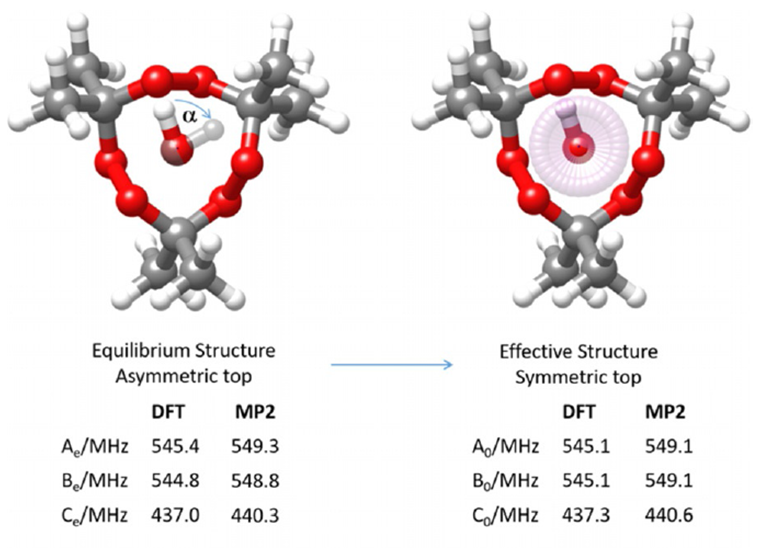 α
Equilibrium Structure
Asymmetric top
DFT MP2
Ae/MHz 545.4 549.3
Be/MHz 544.8 548.8
Ce/MHz 437.0 440.3
Effective Structure
Symmetric top
DFT MP2
A0/MHz 545.1 549.1
B0/MHz 545.1 549.1
C0/MHz 437.3 440.6